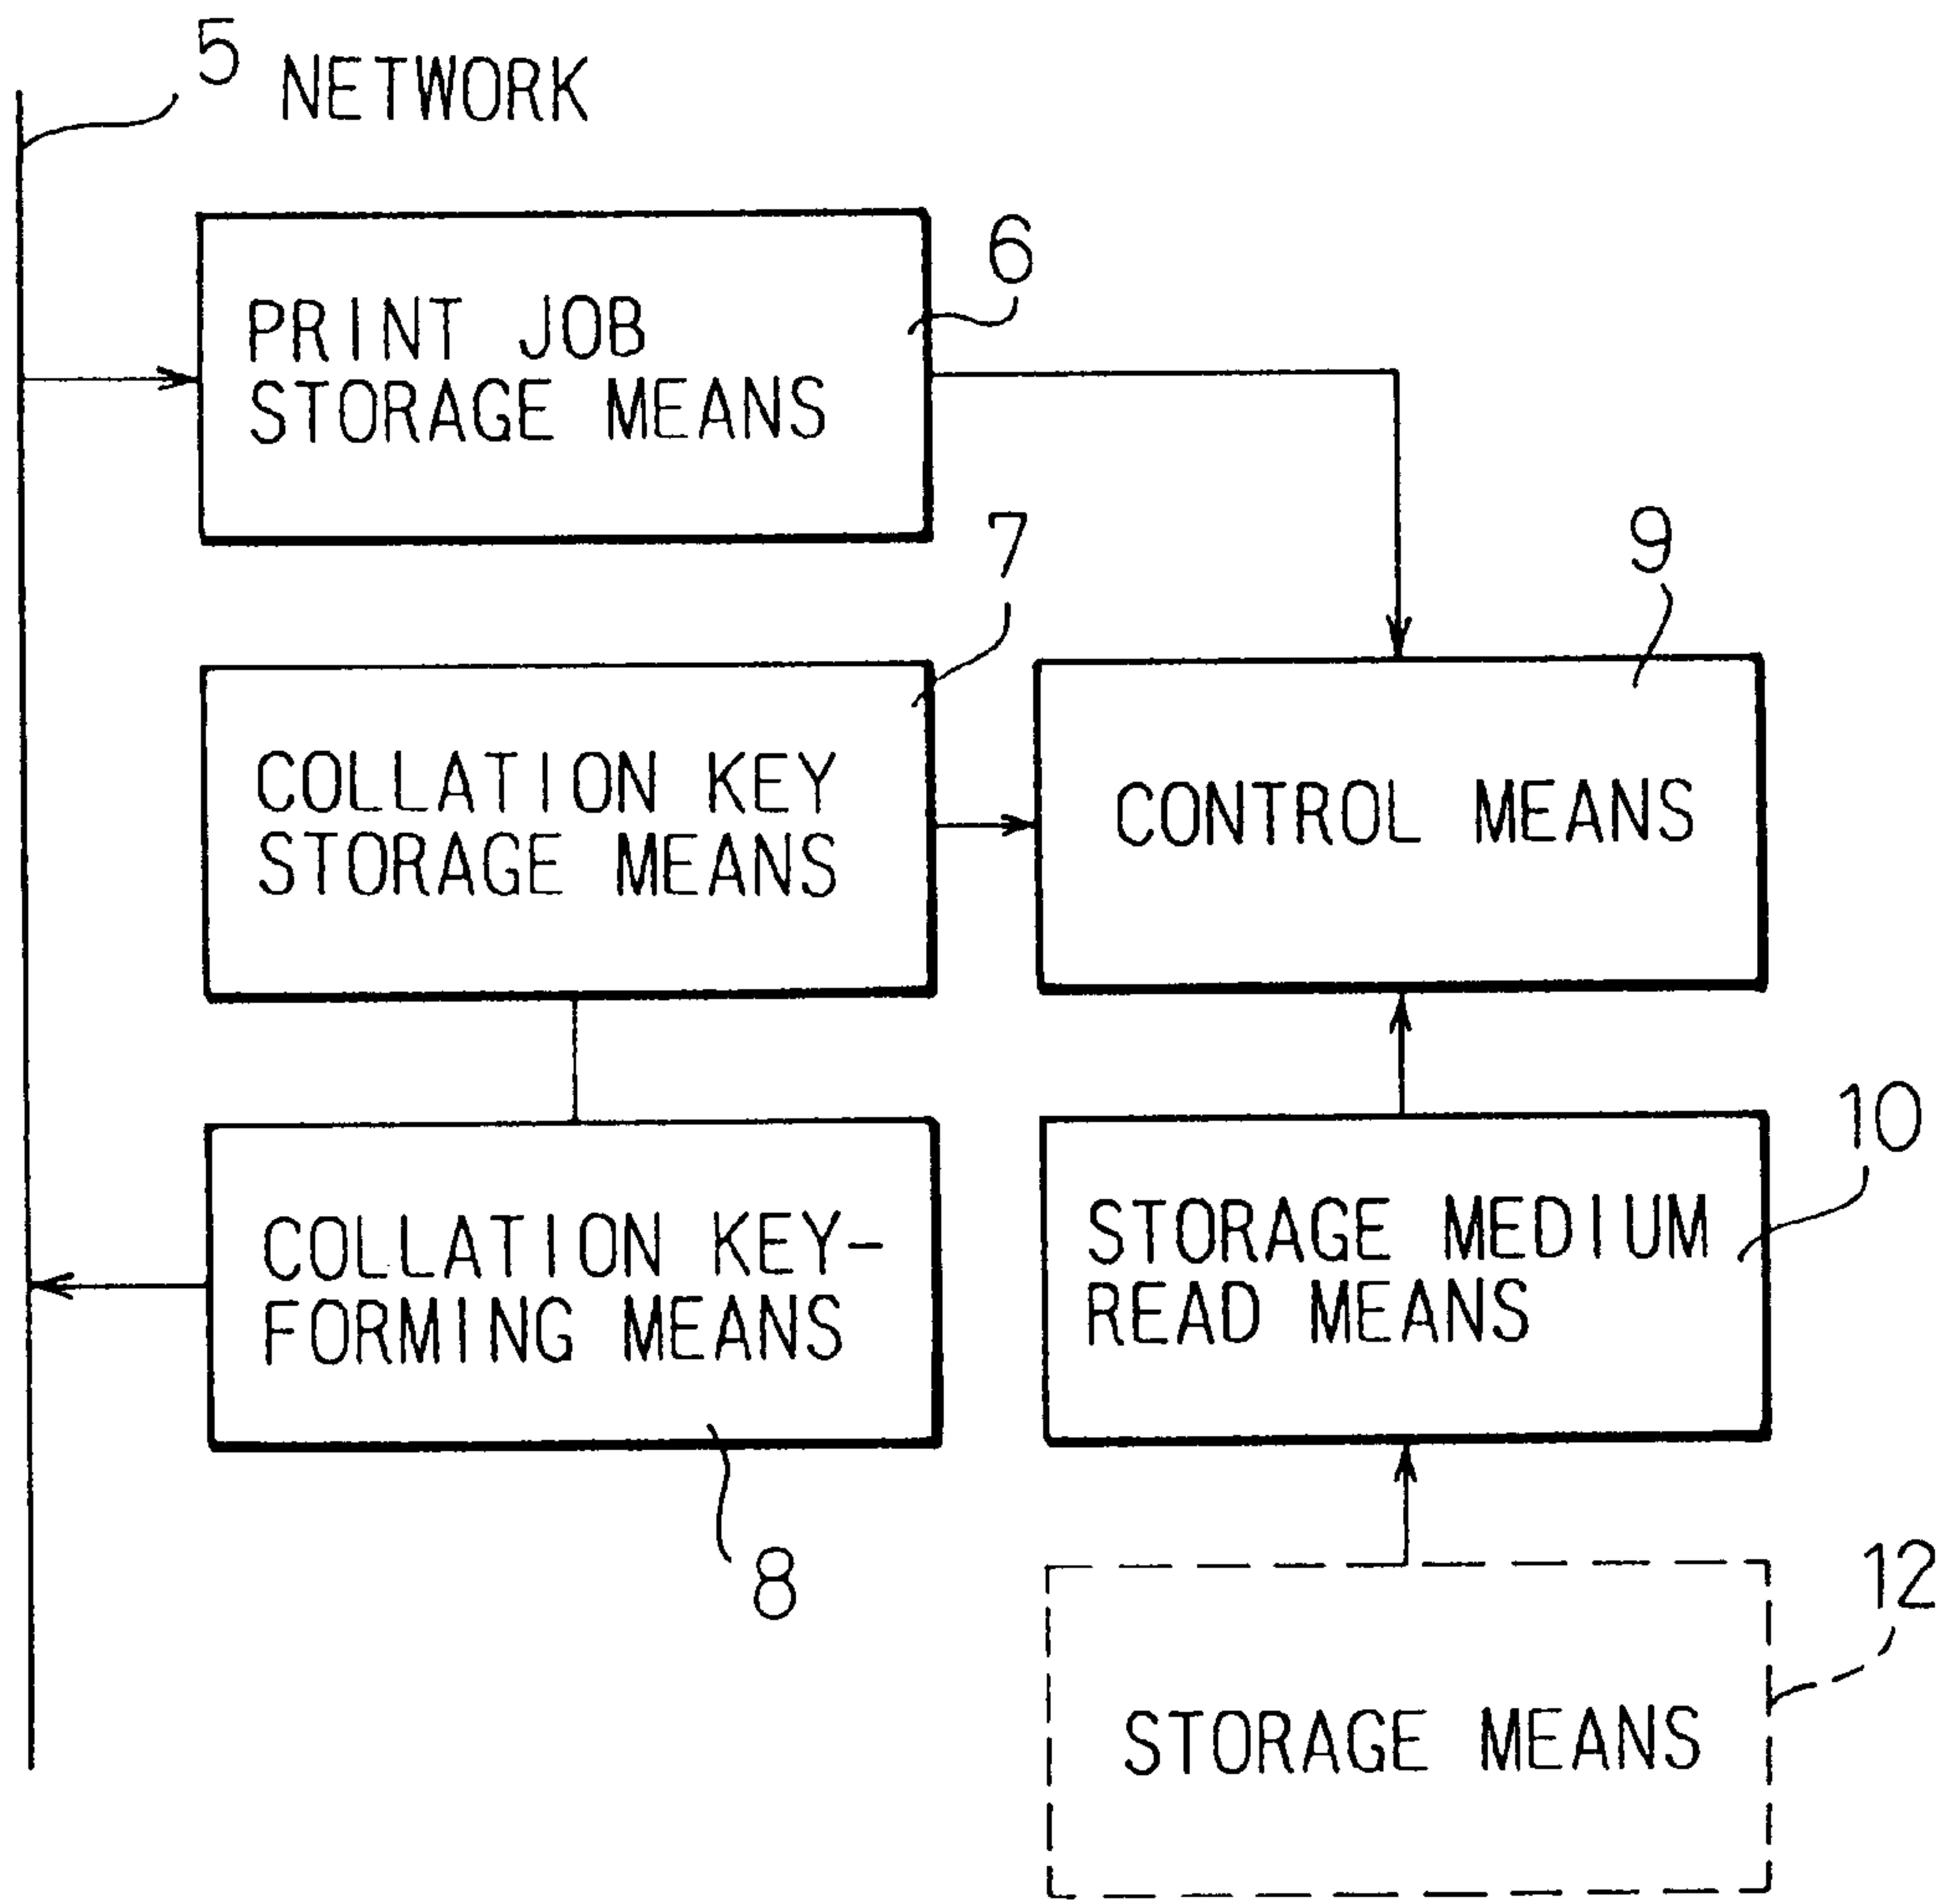 5 NETWORK
6
PRINT JOB
STORAGE MEANS
7
9
COLLATION KEY
STORAGE MEANS
CONTROL MEANS
10
COLLATION KEY-
FORMING MEANS
STORAGE MEDIUM
READ MEANS
8
12
STORAGE MEANS